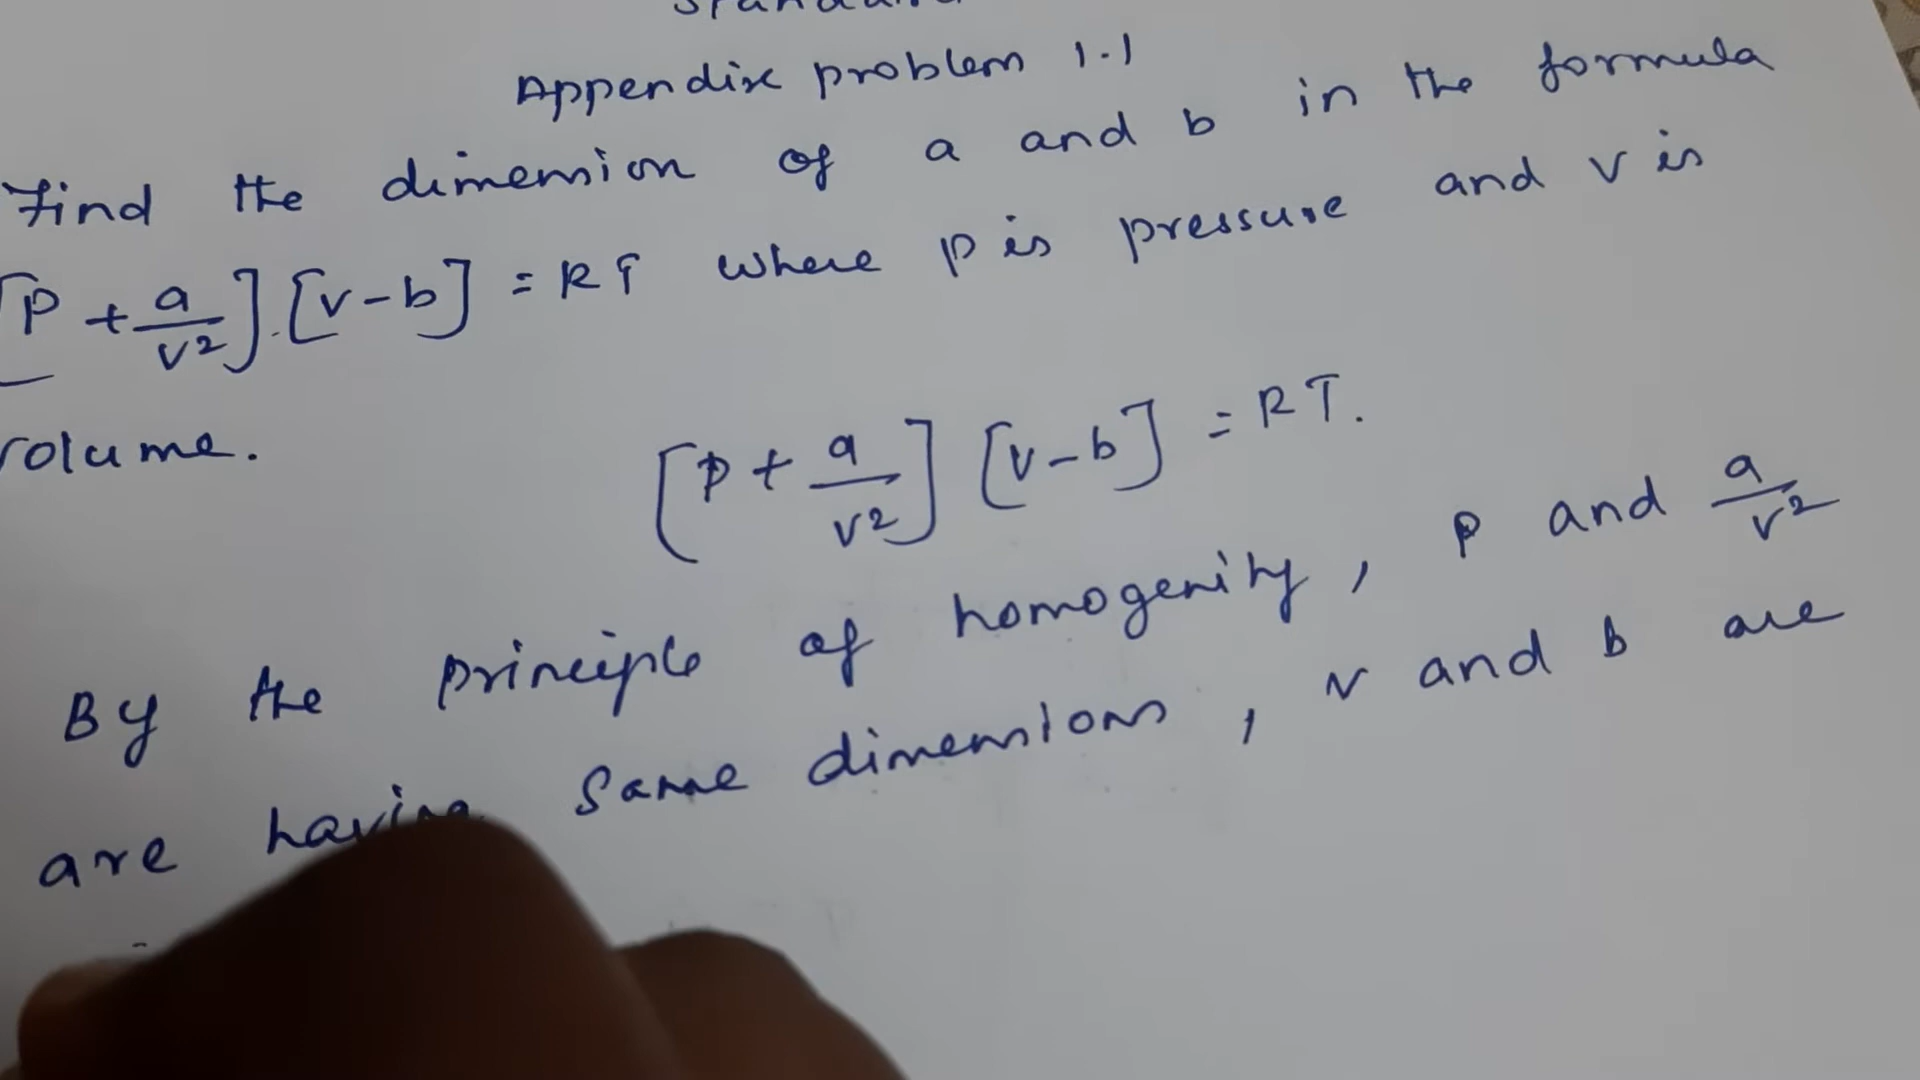 Appendix problem 1.1
Find the dimension of a and b in the formula
[P + a/v²] [v-b] = RT where p is pressure and v is
volume.
[P + a/v²] [v-b] = RT.
By the principle of homogenity, p and a/v²
are having same dimensions, v and b are